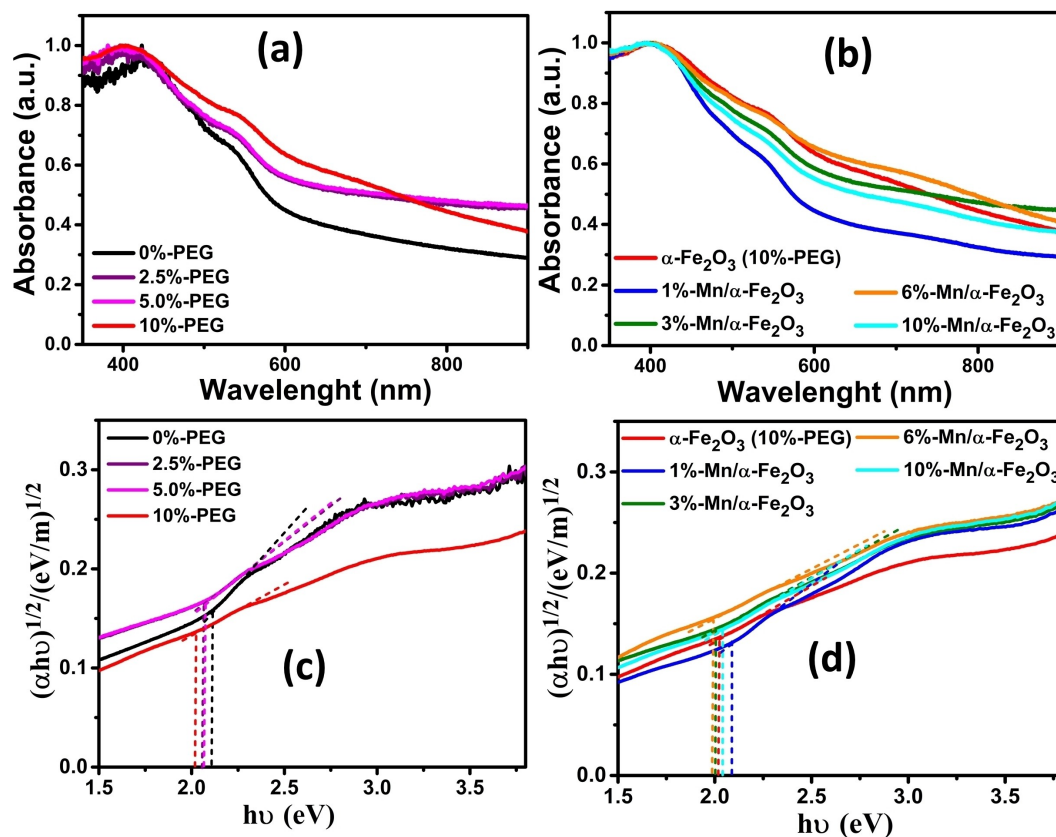 (a)
Absorbance (a.u.)
1.0
0.8
0.6
0.4
0.2
0.0
0%-PEG
2.5%-PEG
5.0%-PEG
10%-PEG
400 600 800
Wavelenght (nm)
(b)
Absorbance (a.u.)
1.0
0.8
0.6
0.4
0.2
0.0
α-Fe₂O₃ (10%-PEG)
1%-Mn/α-Fe₂O₃
3%-Mn/α-Fe₂O₃
6%-Mn/α-Fe₂O₃
10%-Mn/α-Fe₂O₃
400 600 800
Wavelenght (nm)
0%-PEG
2.5%-PEG
5.0%-PEG
10%-PEG
(αhυ)^1/2/(eV/m)^1/2
0.3
0.2
0.1
0.0
(c)
1.5 2.0 2.5 3.0 3.5
hυ (eV)
α-Fe₂O₃ (10%-PEG)
1%-Mn/α-Fe₂O₃
3%-Mn/α-Fe₂O₃
6%-Mn/α-Fe₂O₃
10%-Mn/α-Fe₂O₃
(αhυ)^1/2/(eV/m)^1/2
0.3
0.2
0.1
0.0
(d)
1.5 2.0 2.5 3.0 3.5
hυ (eV)